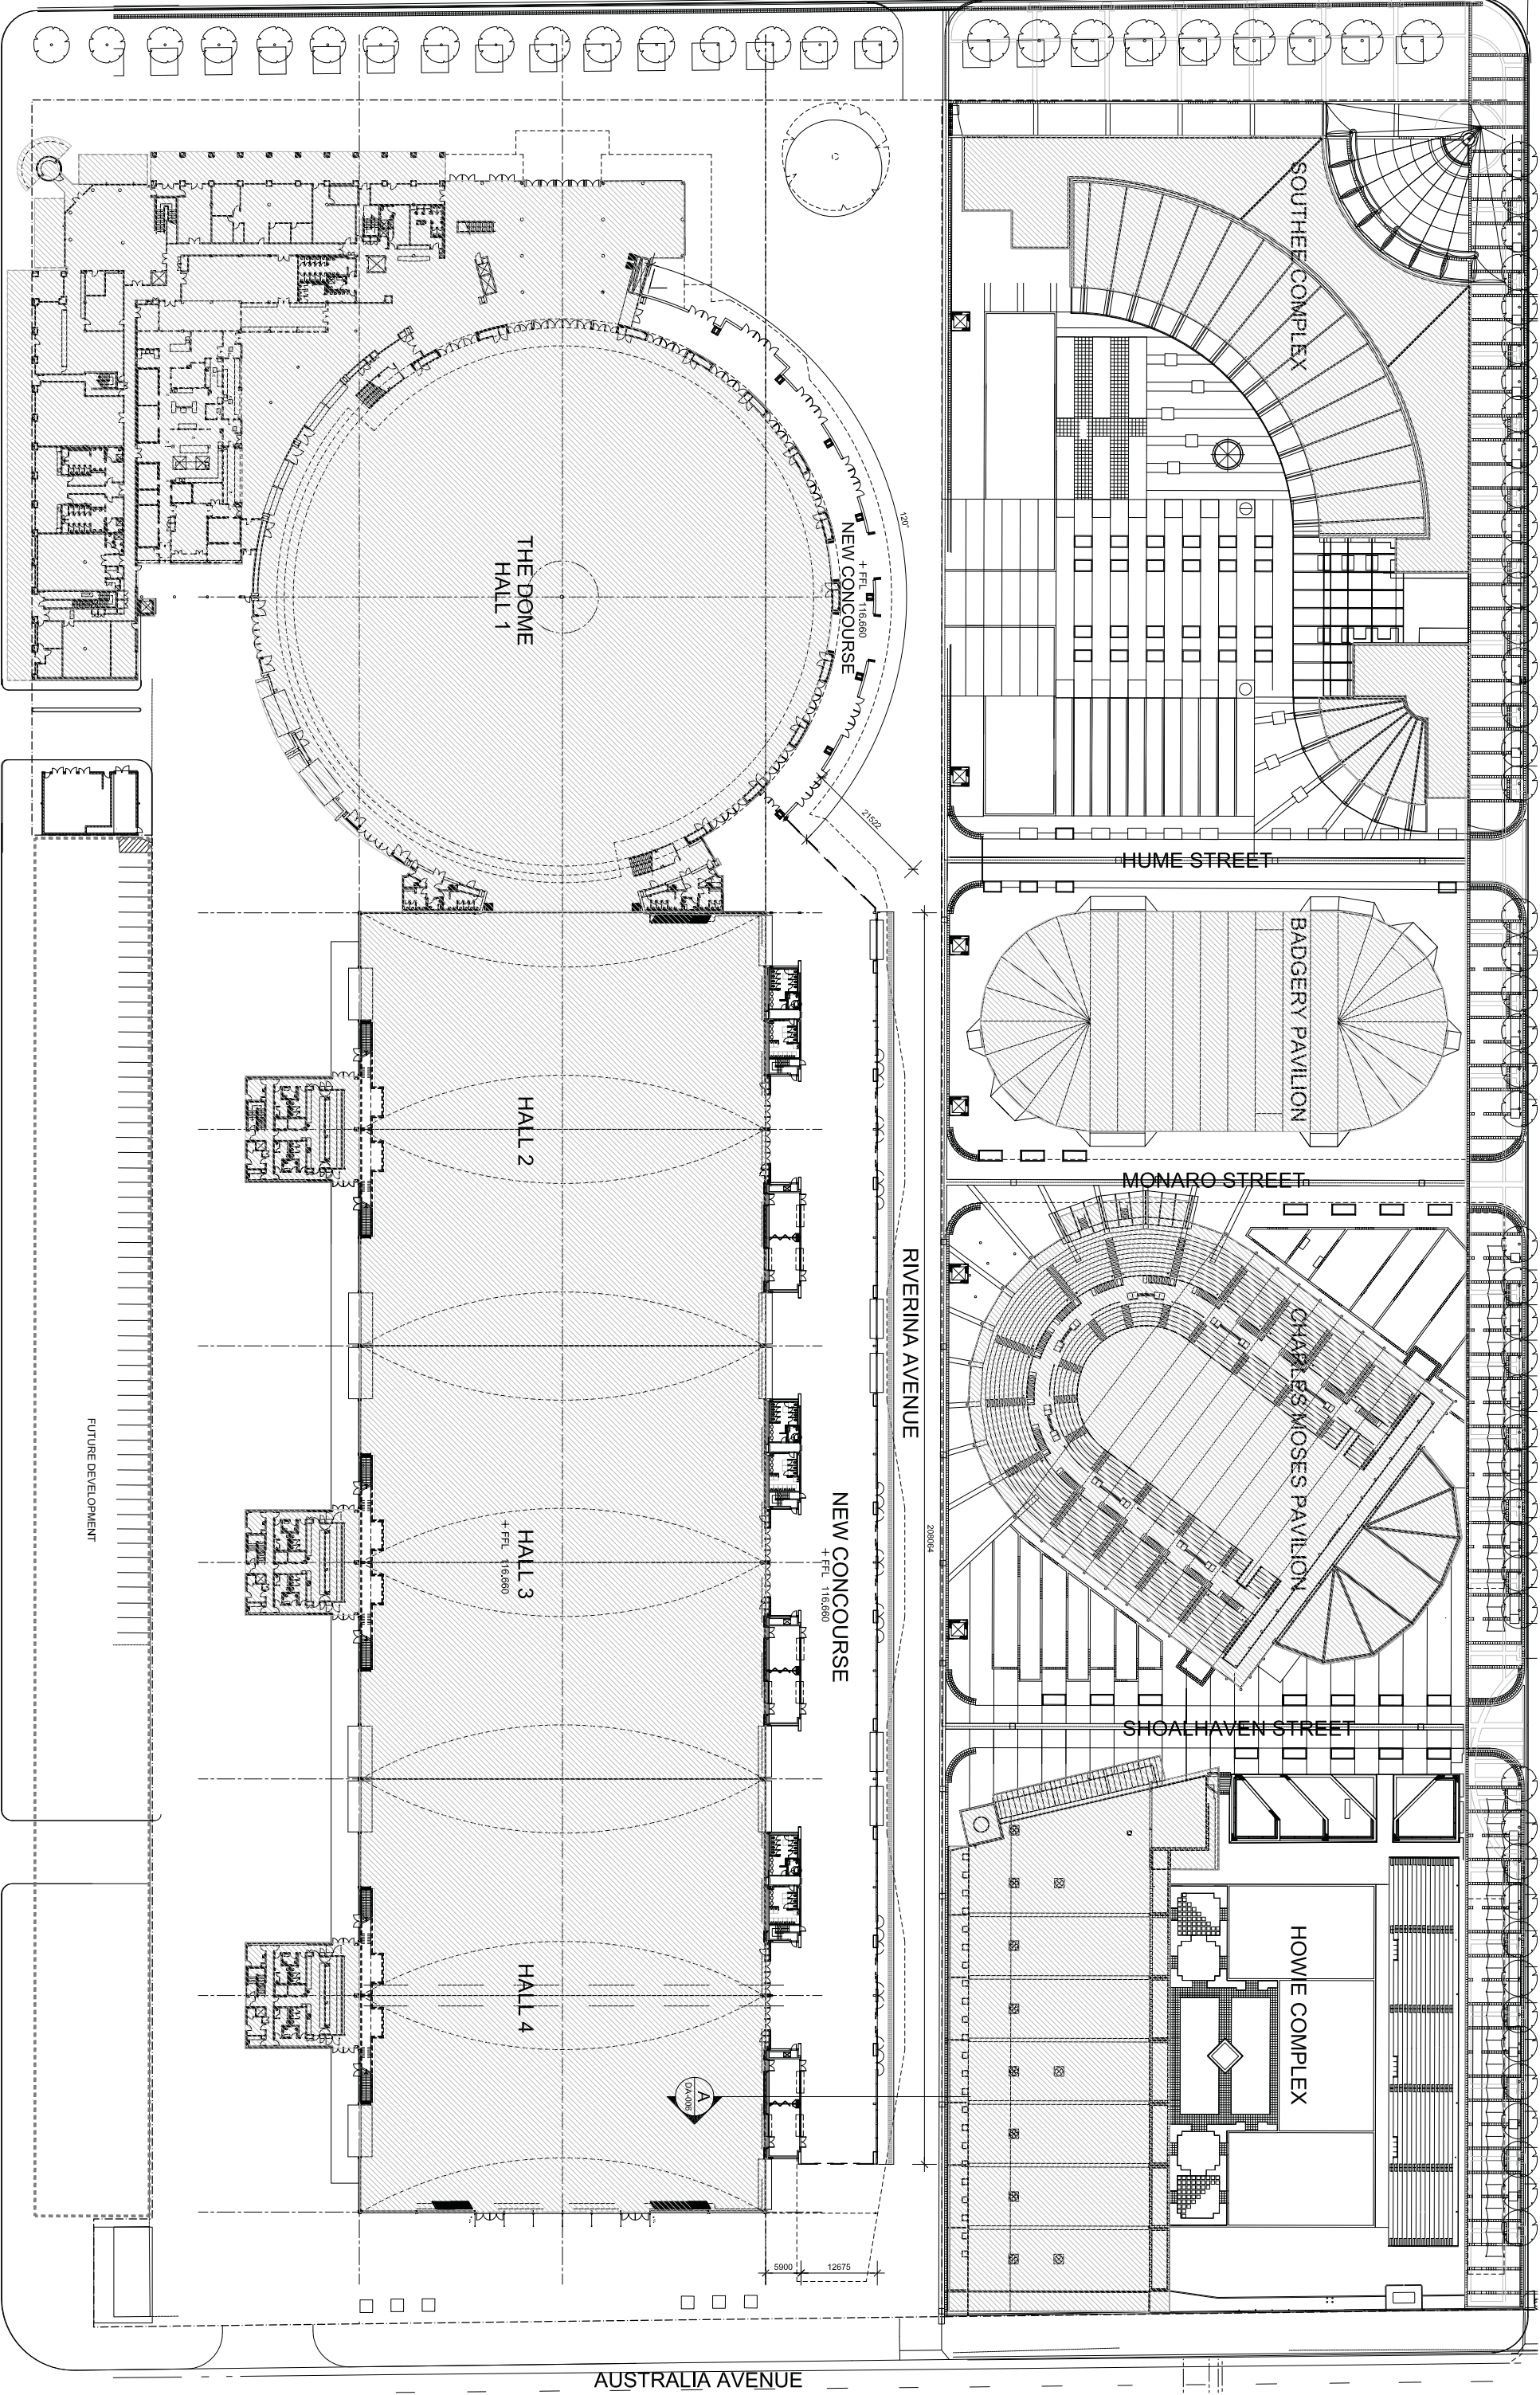 SOUTHEE COMPLEX
120°
THE DOME
HALL 1
NEW CONCOURSE
+ FFL 116,660
21522
HUME STREET
BADGERY PAVILION
HALL 2
MONARO STREET
RIVERINA AVENUE
CHARLES MOSES PAVILION
FUTURE DEVELOPMENT
HALL 3
+ FFL 116,660
NEW CONCOURSE
+ FFL 116,660
208064
SHOALHAVEN STREET
HOWIE COMPLEX
HALL 4
A
DA-006
5900
12675
AUSTRALIA AVENUE